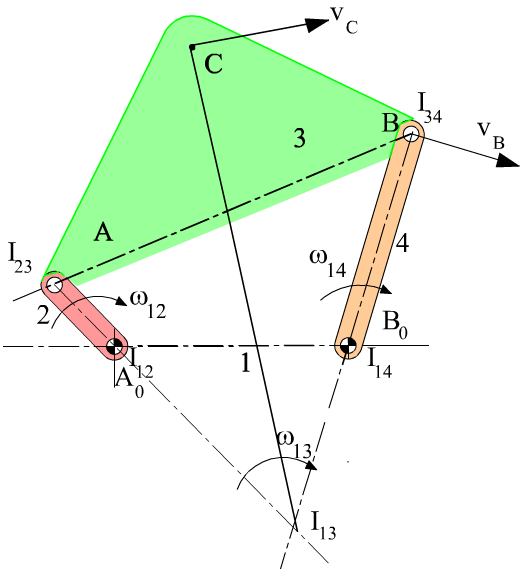 v_C
C
I_34
B
v_B
3
A
4
I_23
ω_14
ω_12
2
B_0
I_12
1
I_14
A_0
ω_13
I_13